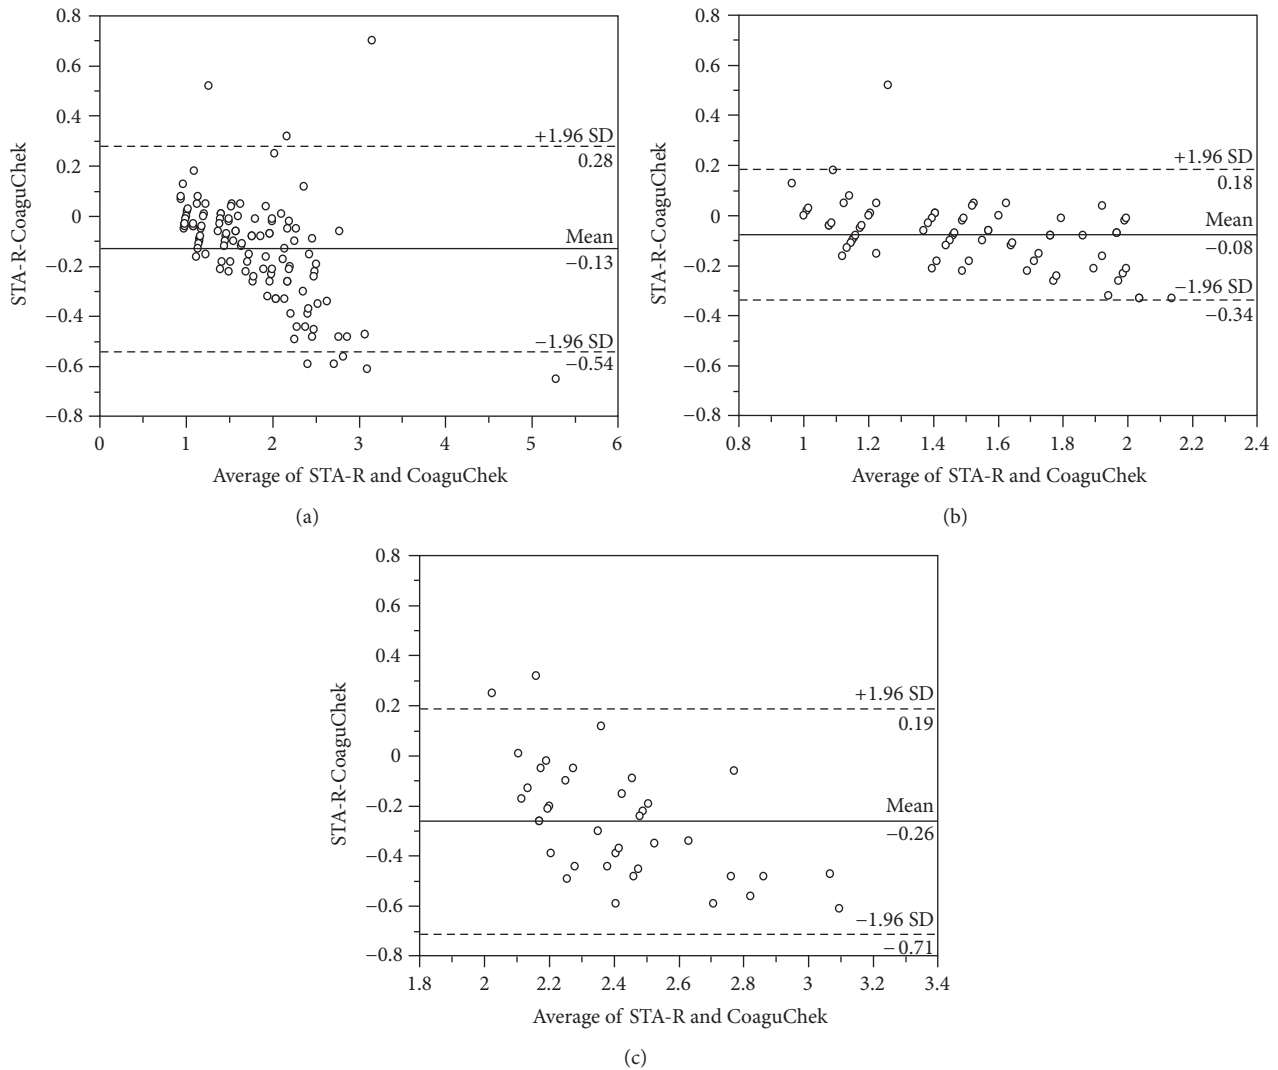 0.8
0.6
0.4
0.2
0
−0.2
−0.4
−0.6
−0.8
STA-R-CoaguChek
+1.96 SD
0.28
Mean
−0.13
−1.96 SD
−0.54
0 1 2 3 4 5 6
Average of STA-R and CoaguChek
(a)
0.8
0.6
0.4
0.2
0
−0.2
−0.4
−0.6
−0.8
STA-R-CoaguChek
+1.96 SD
0.18
Mean
−0.08
−1.96 SD
−0.34
0.8 1 1.2 1.4 1.6 1.8 2 2.2 2.4
Average of STA-R and CoaguChek
(b)
0.8
0.6
0.4
0.2
0
−0.2
−0.4
−0.6
−0.8
STA-R-CoaguChek
+1.96 SD
0.19
Mean
−0.26
−1.96 SD
−0.71
1.8 2 2.2 2.4 2.6 2.8 3 3.2 3.4
Average of STA-R and CoaguChek
(c)